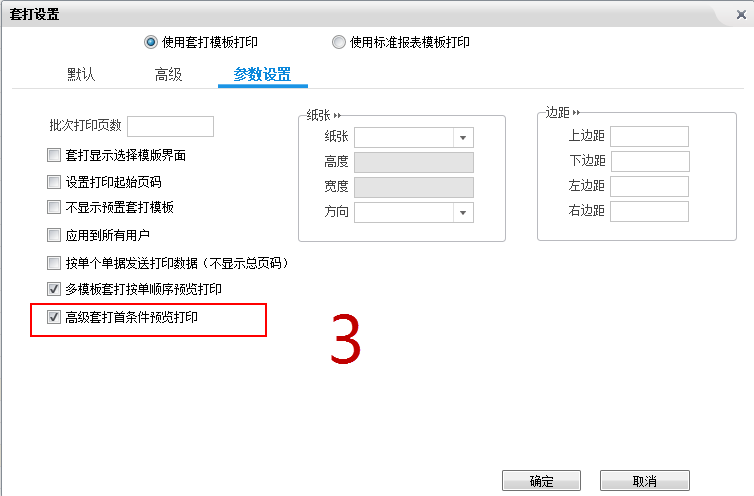 套打设置
使用套打模板打印 使用标准报表模板打印
默认 高级 参数设置
批次打印页数
套打显示选择模版界面
设置打印起始页码
不显示预置套打模板
应用到所有用户
按单个单据发送打印数据（不显示总页码）
多模板套打按单顺序预览打印
高级套打首条件预览打印
纸张
纸张
高度
宽度
方向
边距
上边距
下边距
左边距
右边距
3
确定 取消